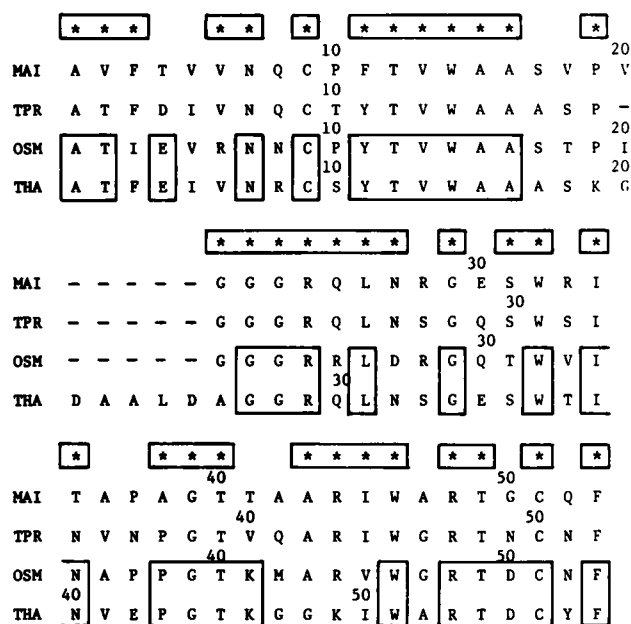 * * * * * * * * * * * * *
10 20
MAI A V F T V V N Q C P F T V W A A S V P V
10
TPR A T F D I V N Q C T Y T V W A A A S P -
10 20
OSM A T I E V R N N C P Y T V W A A S T P I
10 20
THA A T F E I V N R C S Y T V W A A A S K G
* * * * * * * * * * *
30
MAI - - - - - G G G R Q L N R G E S W R I
30
TPR - - - - - G G G R Q L N S G Q S W S I
30
OSM - - - - - G G G R R L D R G Q T W V I
30
THA D A A L D A G G R Q L N S G E S W T I
* * * * * * * * * * * * *
40 50
MAI T A P A G T T A A R I W A R T G C Q F
40 50
TPR N V N P G T V Q A R I W G R T N C N F
40 50
OSM N A P P G T K M A R V W G R T D C N F
40 50
THA N V E P G T K G G K I W A R T D C Y F